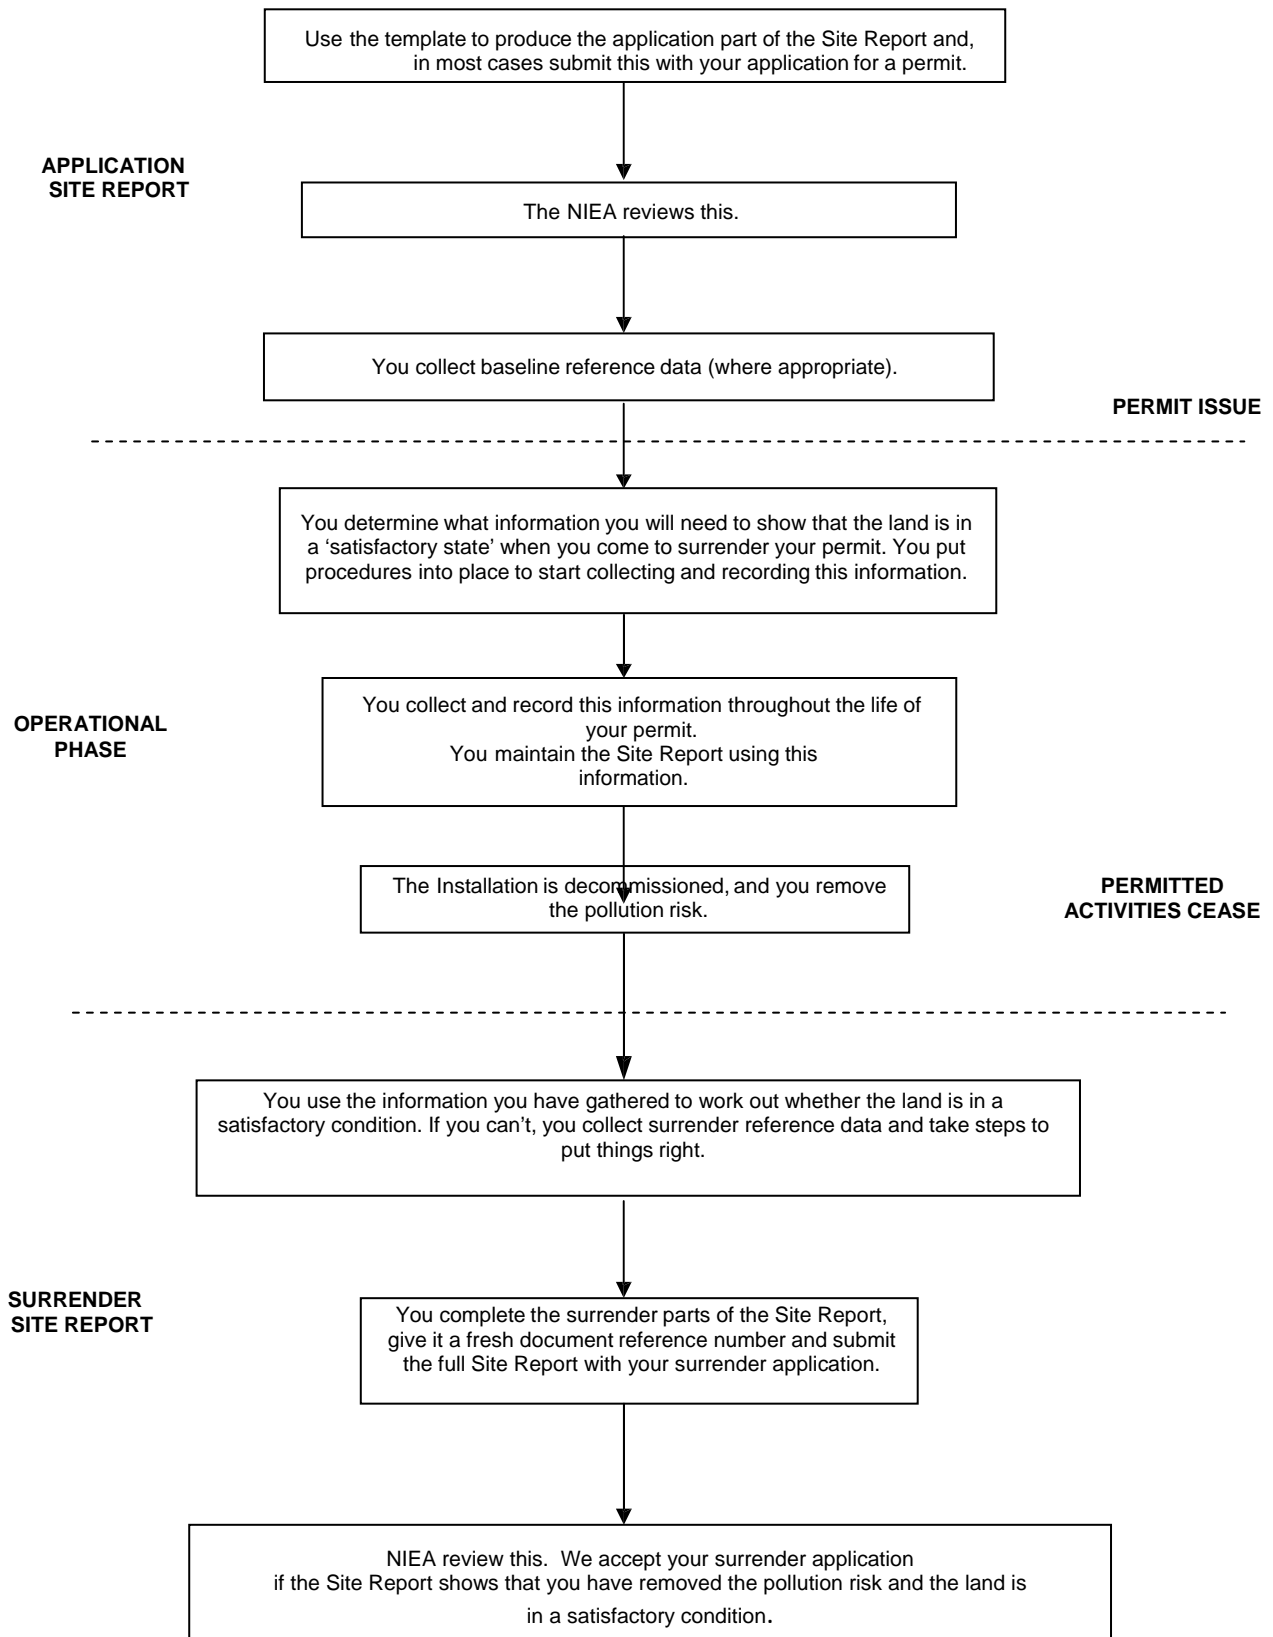 Use the template to produce the application part of the Site Report and,
in most cases submit this with your application for a permit.
APPLICATION
SITE REPORT
The NIEA reviews this.
You collect baseline reference data (where appropriate).
PERMIT ISSUE
You determine what information you will need to show that the land is in
a ‘satisfactory state’ when you come to surrender your permit. You put
procedures into place to start collecting and recording this information.
OPERATIONAL
PHASE
You collect and record this information throughout the life of
your permit.
You maintain the Site Report using this
information.
The Installation is decommissioned, and you remove
the pollution risk.
PERMITTED
ACTIVITIES CEASE
You use the information you have gathered to work out whether the land is in a
satisfactory condition. If you can’t, you collect surrender reference data and take steps to
put things right.
SURRENDER
SITE REPORT
You complete the surrender parts of the Site Report,
give it a fresh document reference number and submit
the full Site Report with your surrender application.
NIEA review this. We accept your surrender application
if the Site Report shows that you have removed the pollution risk and the land is
in a satisfactory condition.